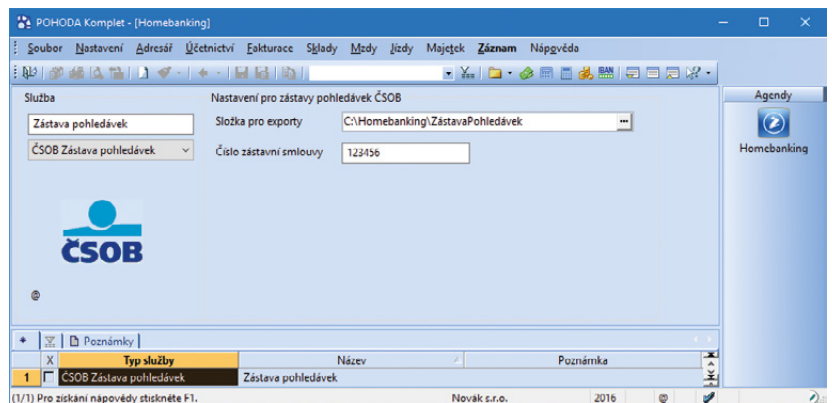 POHODA Komplet - [Homebanking]
Soubor Nastavení Adresář Účetnictví Fakturace Sklady Mzdy Jízdy Majetek Záznam Nápověda
IBAN
Služba Nastavení pro zástavy pohledávek ČSOB Agendy
Zástava pohledávek Složka pro exporty C:\Homebanking\ZástavaPohledávek ...
ČSOB Zástava pohledávek Číslo zástavní smlouvy 123456 Homebanking
ČSOB
@
* Poznámky
X Typ služby Název Poznámka
1 ČSOB Zástava pohledávek Zástava pohledávek
(1/1) Pro získání nápovědy stiskněte F1. Novák s.r.o. 2016 @